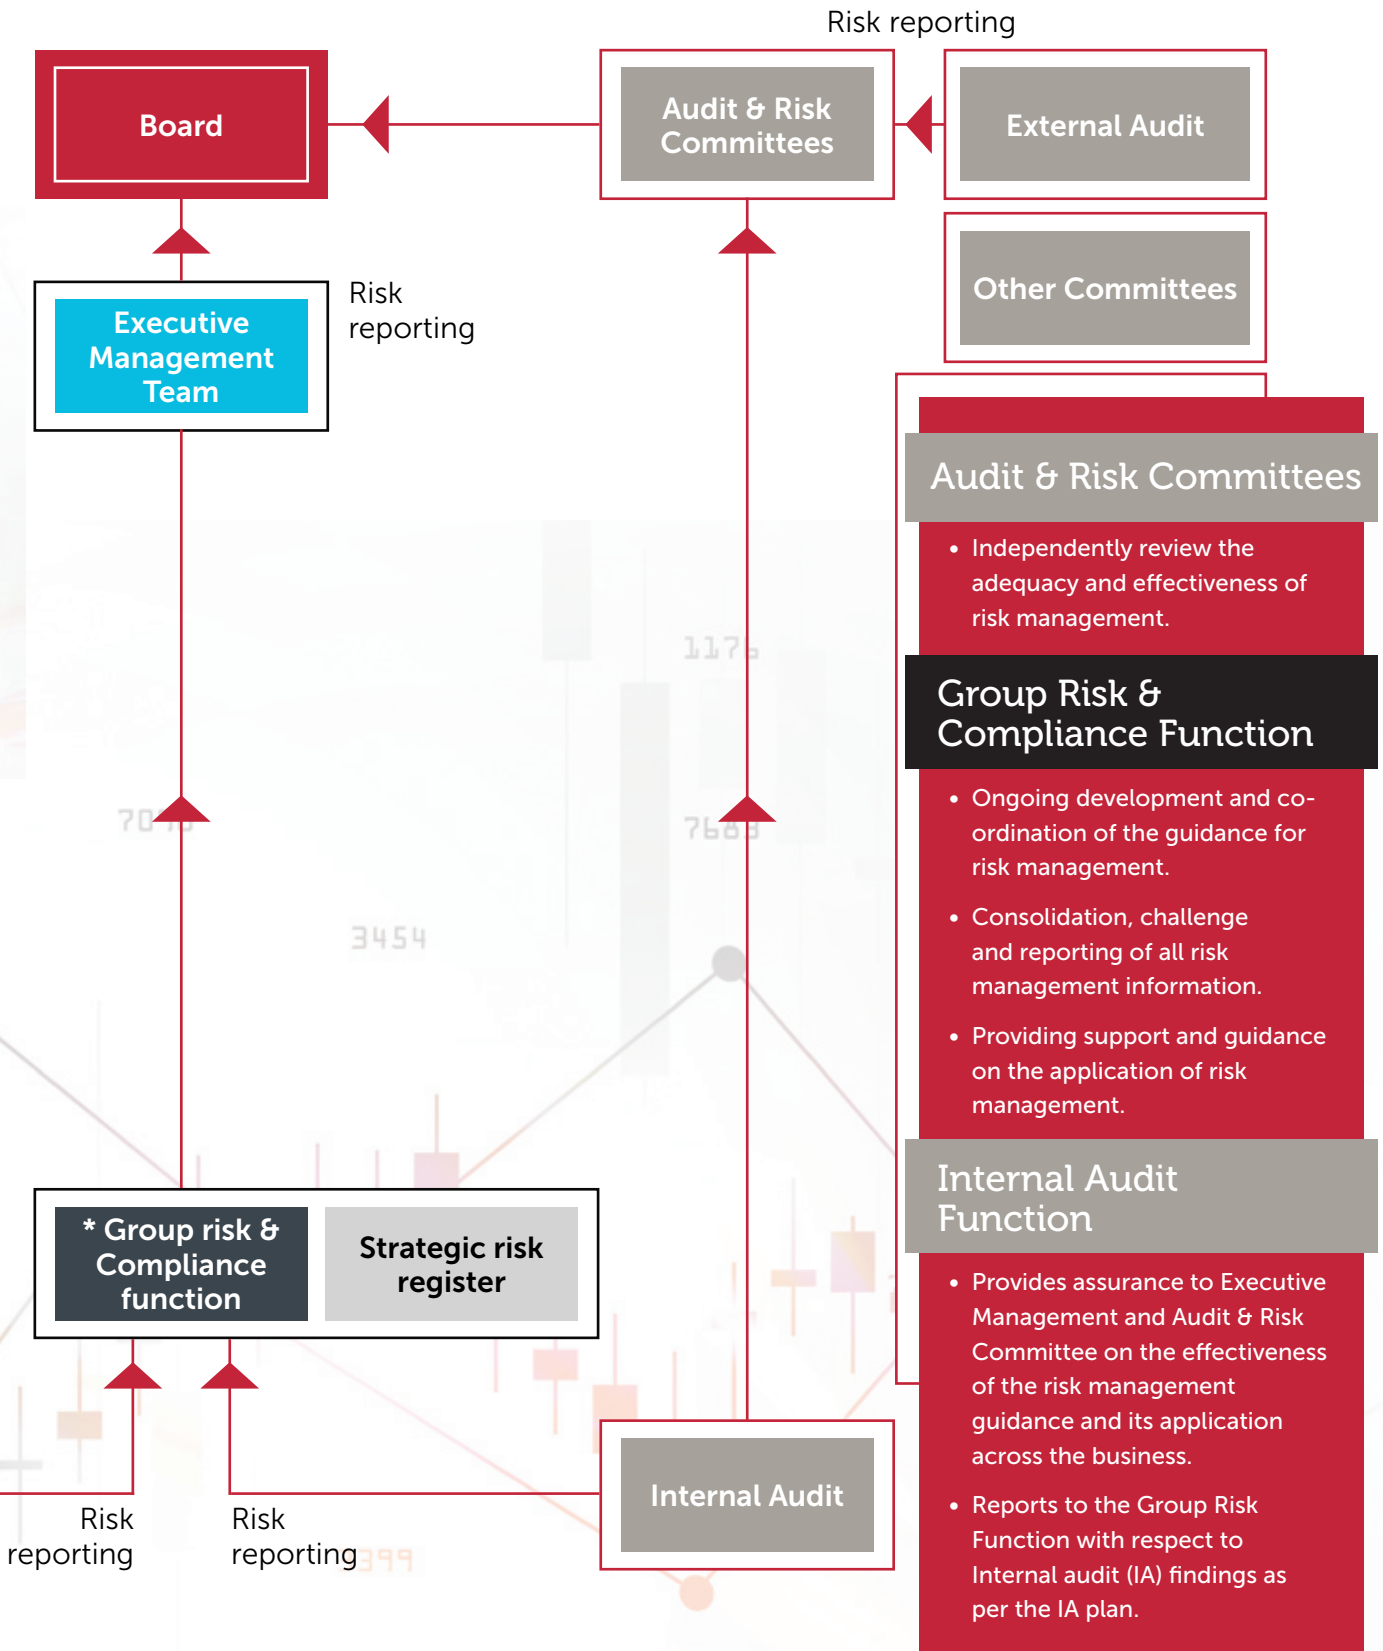 Risk reporting
Board
Audit & Risk
Committees
External Audit
Other Committees
Executive
Management
Team
Risk
reporting
Audit & Risk Committees
• Independently review the
adequacy and effectiveness of
risk management.
1176
Group Risk &
Compliance Function
• Ongoing development and co-
ordination of the guidance for
risk management.
7683
3454
• Consolidation, challenge
and reporting of all risk
management information.
• Providing support and guidance
on the application of risk
management.
Internal Audit
Function
* Group risk &
Compliance
function
Strategic risk
register
• Provides assurance to Executive
Management and Audit & Risk
Committee on the effectiveness
of the risk management
guidance and its application
across the business.
Internal Audit
• Reports to the Group Risk
Function with respect to
Internal audit (IA) findings as
per the IA plan.
Risk
reporting
Risk
reporting